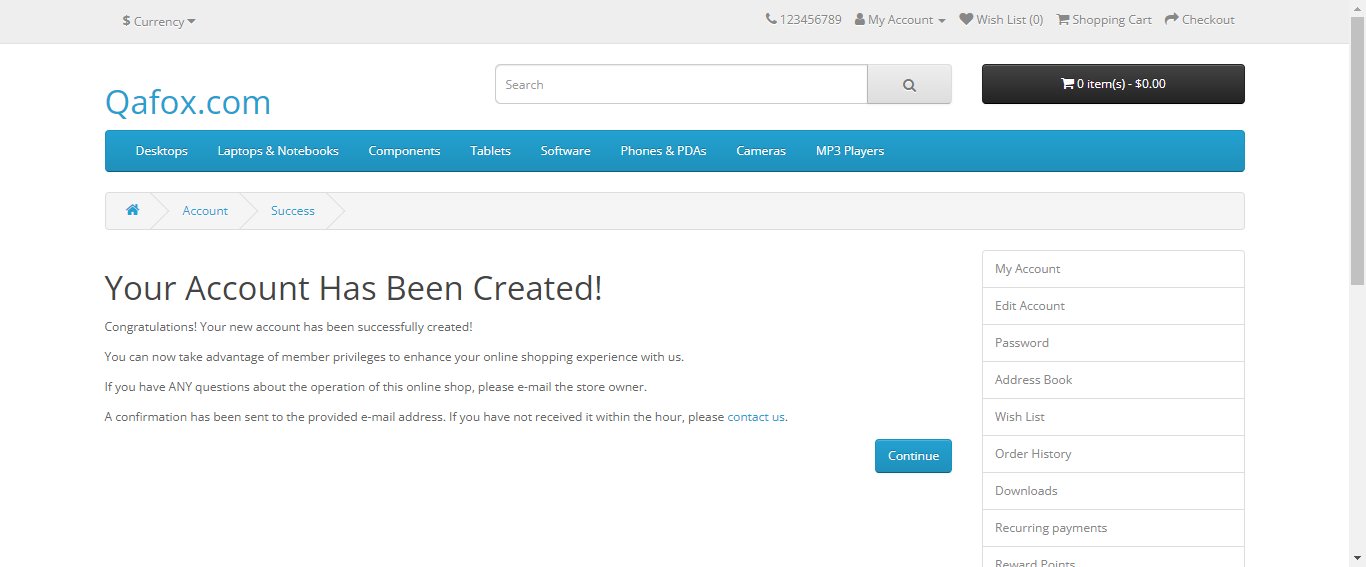 $ Currency
123456789 My Account Wish List (0) Shopping Cart Checkout
Qafox.com
Search
0 item(s) - $0.00
Desktops Laptops & Notebooks Components Tablets Software Phones & PDAs Cameras MP3 Players
Account Success
Your Account Has Been Created!
Congratulations! Your new account has been successfully created!
You can now take advantage of member privileges to enhance your online shopping experience with us.
If you have ANY questions about the operation of this online shop, please e-mail the store owner.
A confirmation has been sent to the provided e-mail address. If you have not received it within the hour, please contact us.
Continue
My Account
Edit Account
Password
Address Book
Wish List
Order History
Downloads
Recurring payments
Reward Points